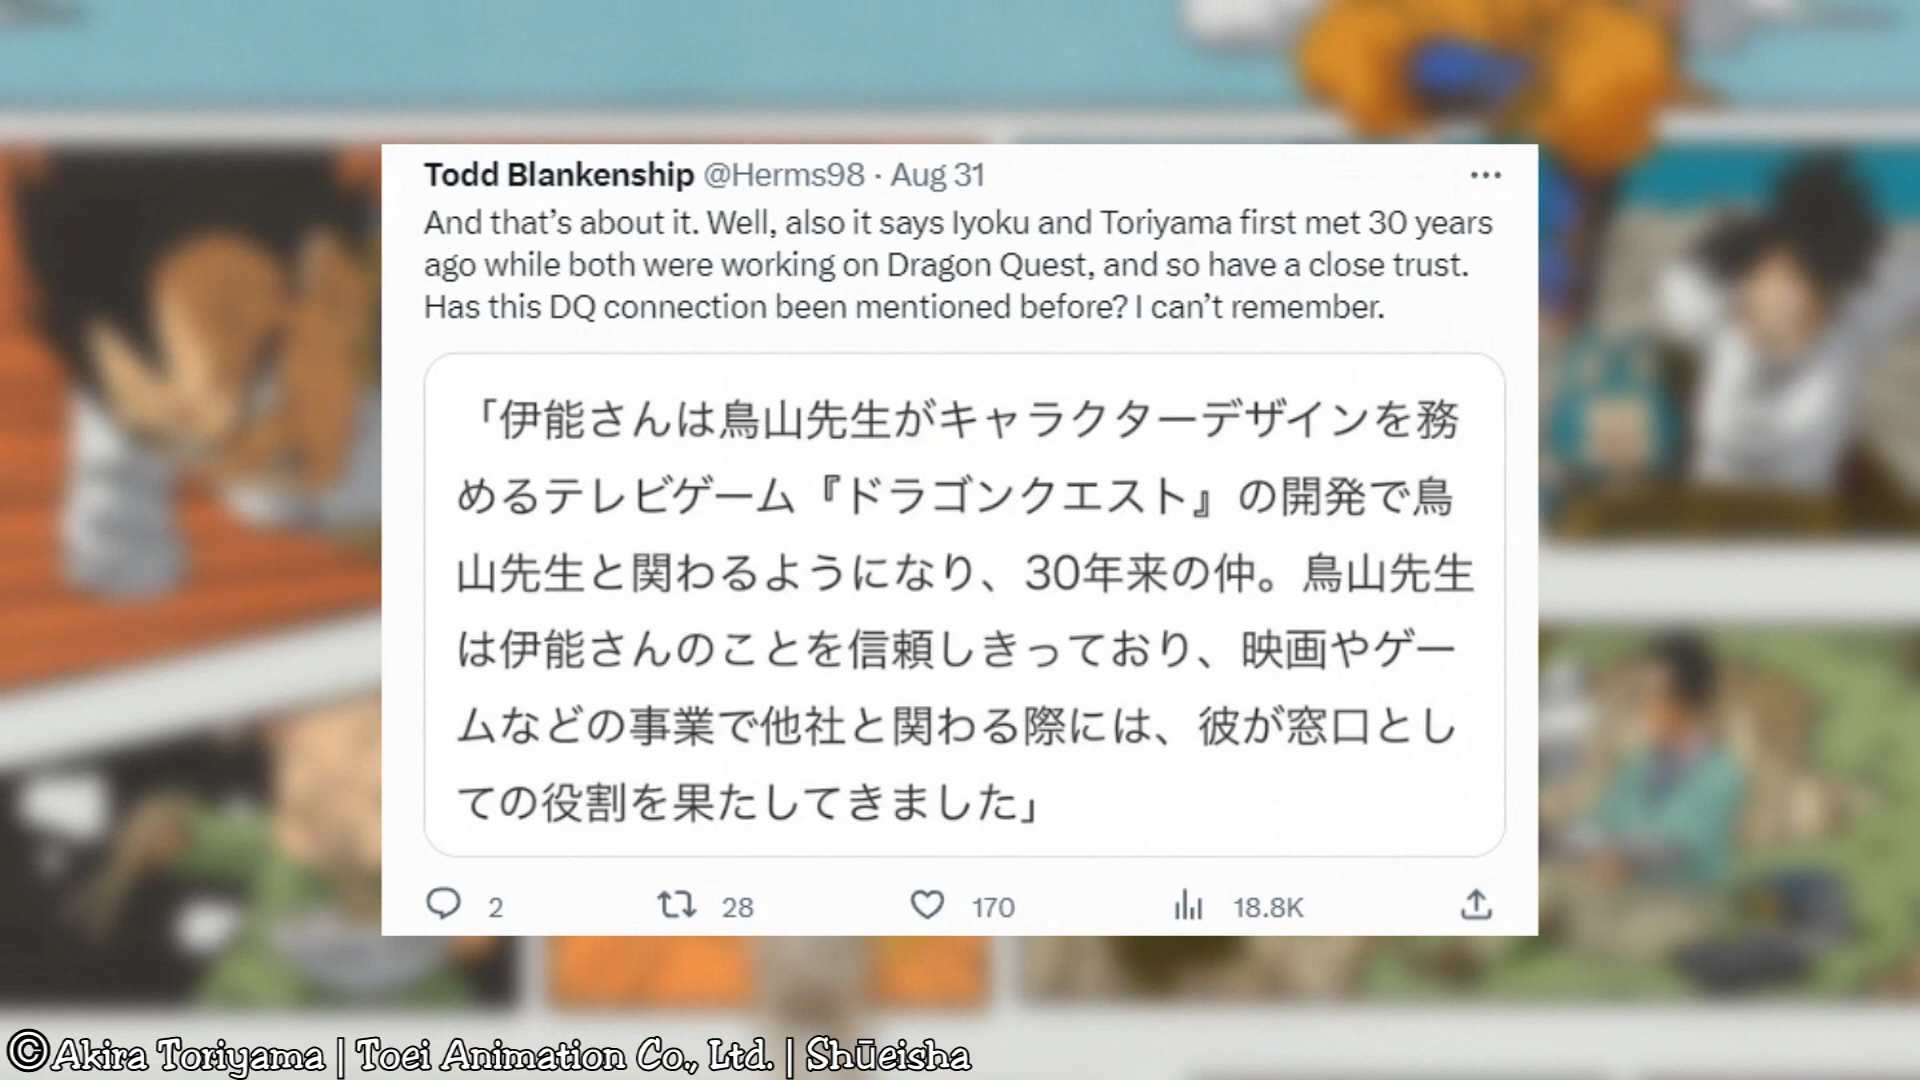 Todd Blankenship @Herms98 · Aug 31
And that's about it. Well, also it says Iyoku and Toriyama first met 30 years
ago while both were working on Dragon Quest, and so have a close trust.
Has this DQ connection been mentioned before? I can't remember.
「伊能さんは鳥山先生がキャラクターデザインを務
めるテレビゲーム『ドラゴンクエスト』の開発で鳥
山先生と関わるようになり、30年来の仲。鳥山先生
は伊能さんのことを信頼しきっており、映画やゲー
ムなどの事業で他社と関わる際には、彼が窓口とし
ての役割を果たしてきました」
2 28 170 18.8K
©Akira Toriyama | Toei Animation Co., Ltd. | Shūeisha